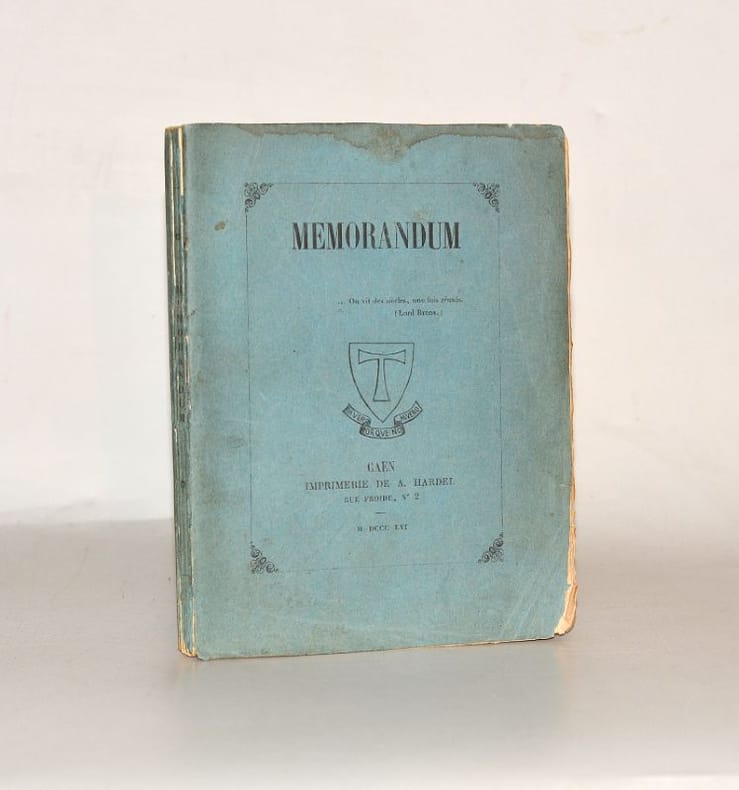 MEMORANDUM
... On vit des siècles, une fois réunis.
(Lord Byron.)
T
CAEN
IMPRIMERIE DE A. HARDEL
RUE FROIDE, N° 2
M DCCC LVI